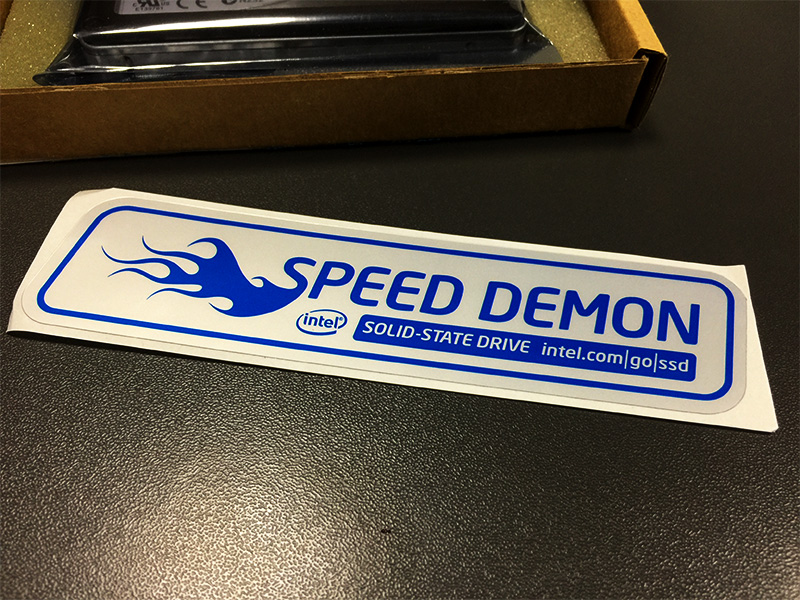 SPEED DEMON
intel® SOLID-STATE DRIVE intel.com|go|ssd